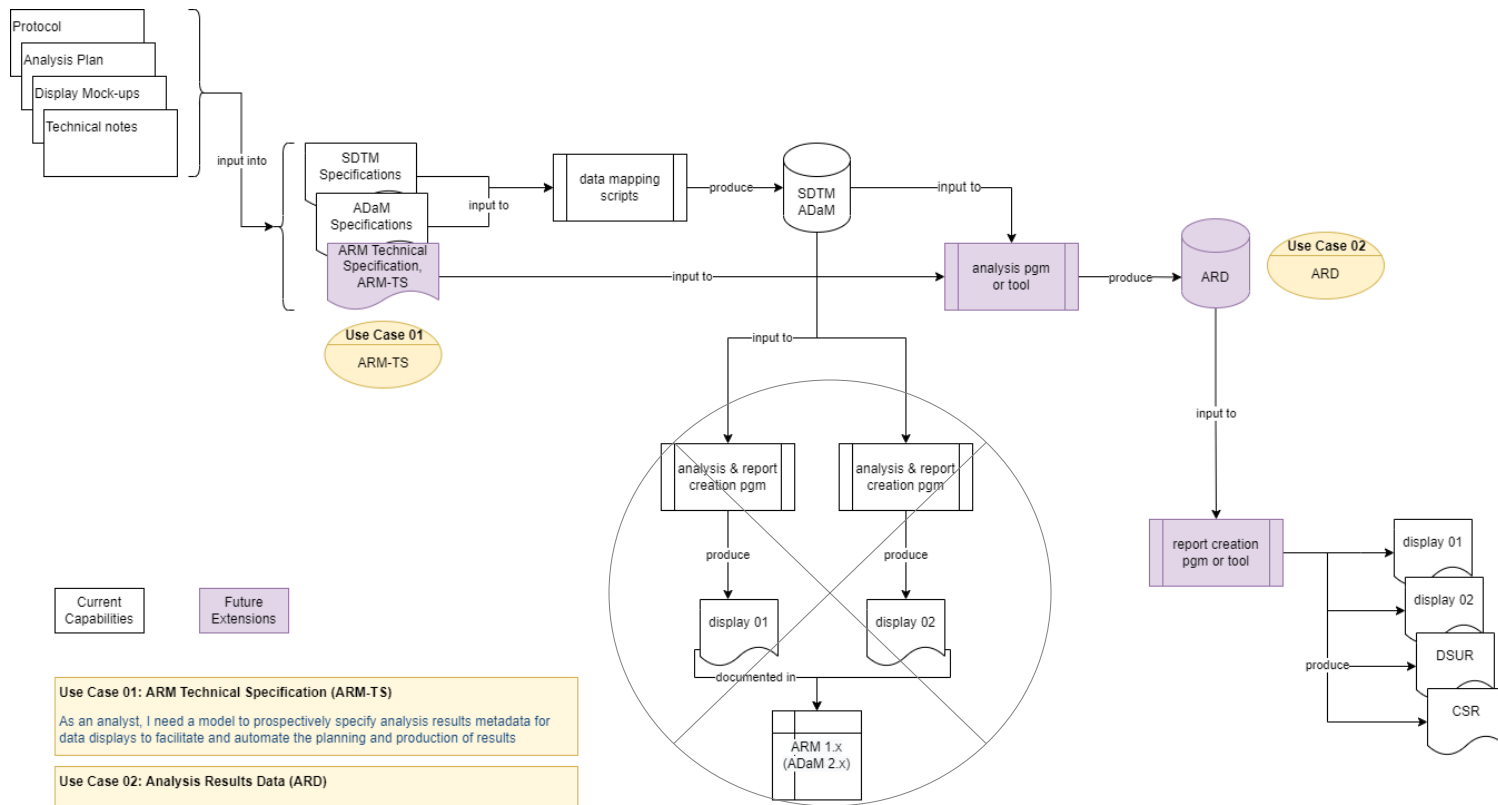 Protocol
Analysis Plan
Display Mock-ups
Technical notes
input into
SDTM
Specifications
ADaM
Specifications
ARM Technical
Specification,
ARM-TS
Use Case 01
ARM-TS
input to
data mapping
scripts
produce
SDTM
ADaM
input to
input to
analysis pgm
or tool
produce
ARD
Use Case 02
ARD
input to
input to
analysis & report
creation pgm
analysis & report
creation pgm
produce
produce
display 01
display 02
documented in
ARM 1.x
(ADaM 2.x)
report creation
pgm or tool
produce
display 01
display 02
DSUR
CSR
Current
Capabilities
Future
Extensions
Use Case 01: ARM Technical Specification (ARM-TS)
As an analyst, I need a model to prospectively specify analysis results metadata for
data displays to facilitate and automate the planning and production of results
Use Case 02: Analysis Results Data (ARD)